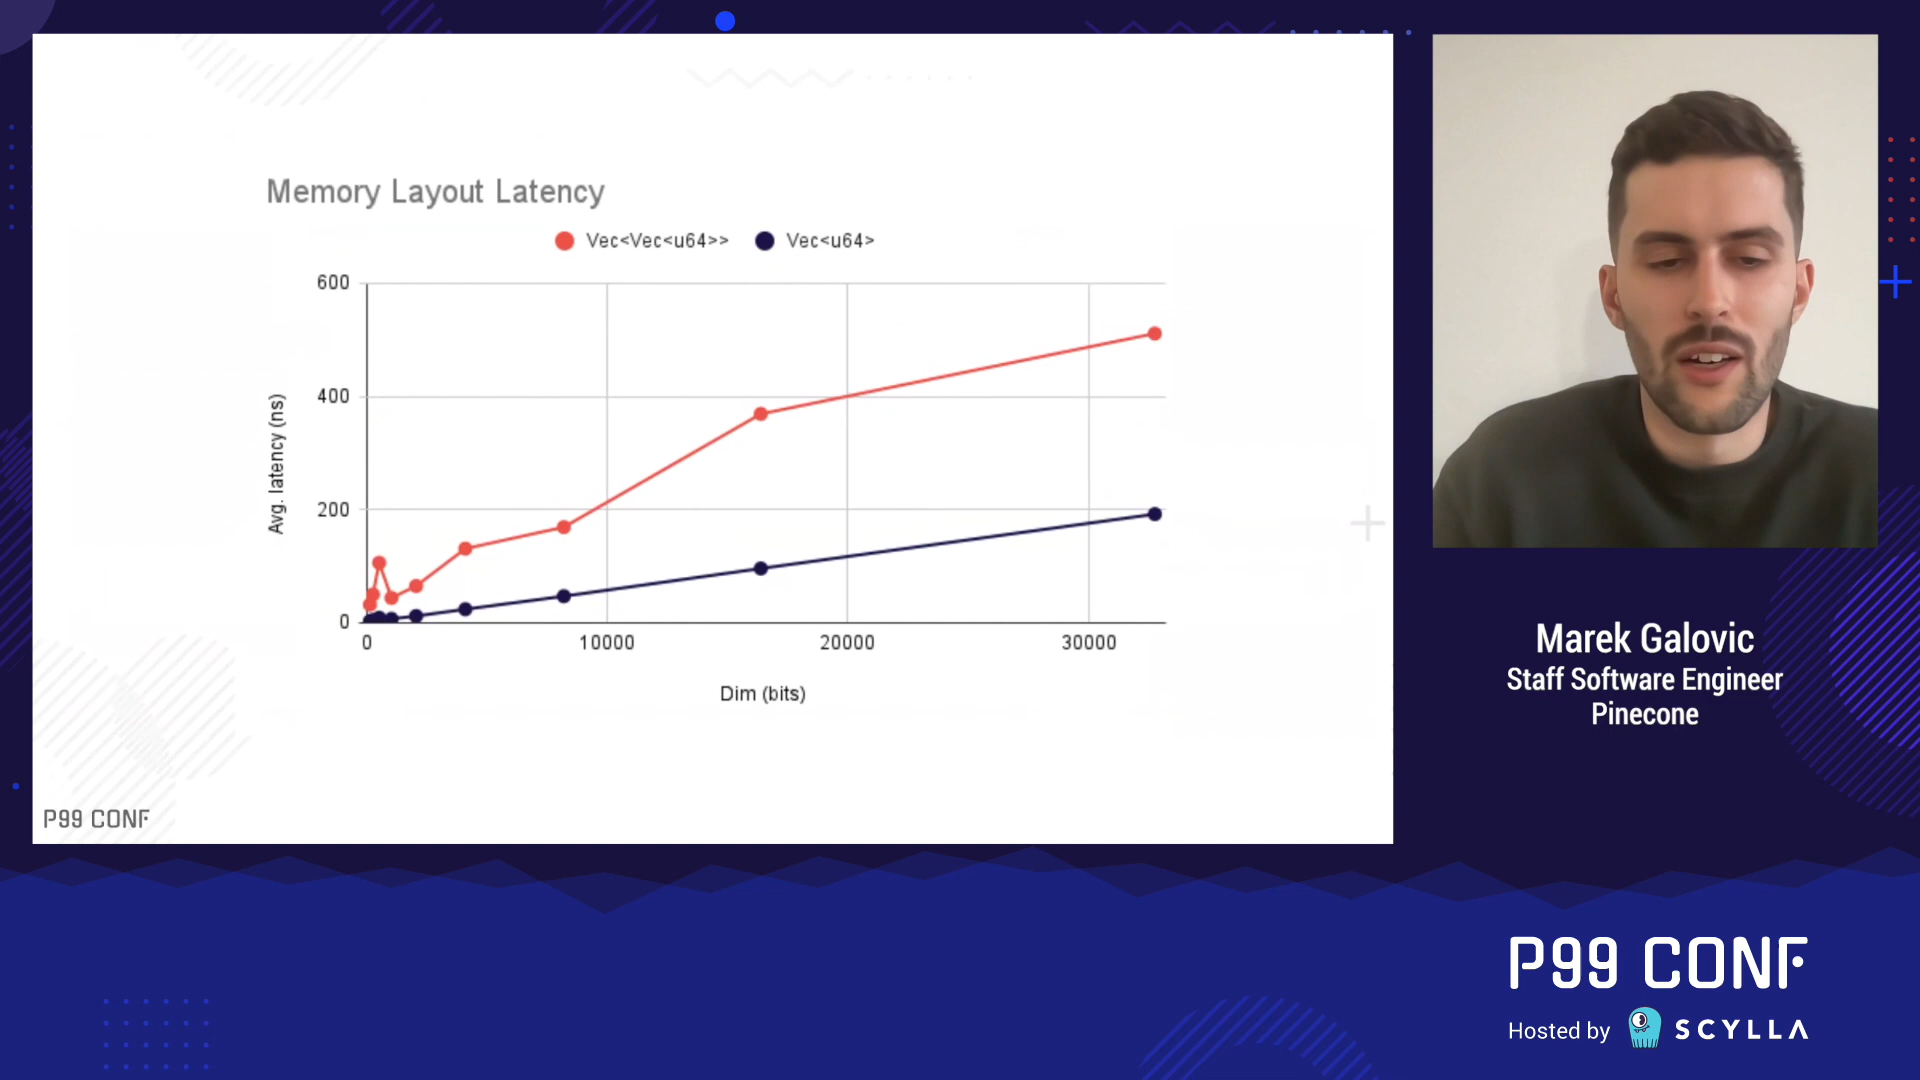 Memory Layout Latency
Vec<Vec<u64>> Vec<u64>
600
400
200
0
Avg. latency (ns)
0 10000 20000 30000
Dim (bits)
P99 CONF
Marek Galovic
Staff Software Engineer
Pinecone
P99 CONF
Hosted by SCYLLA